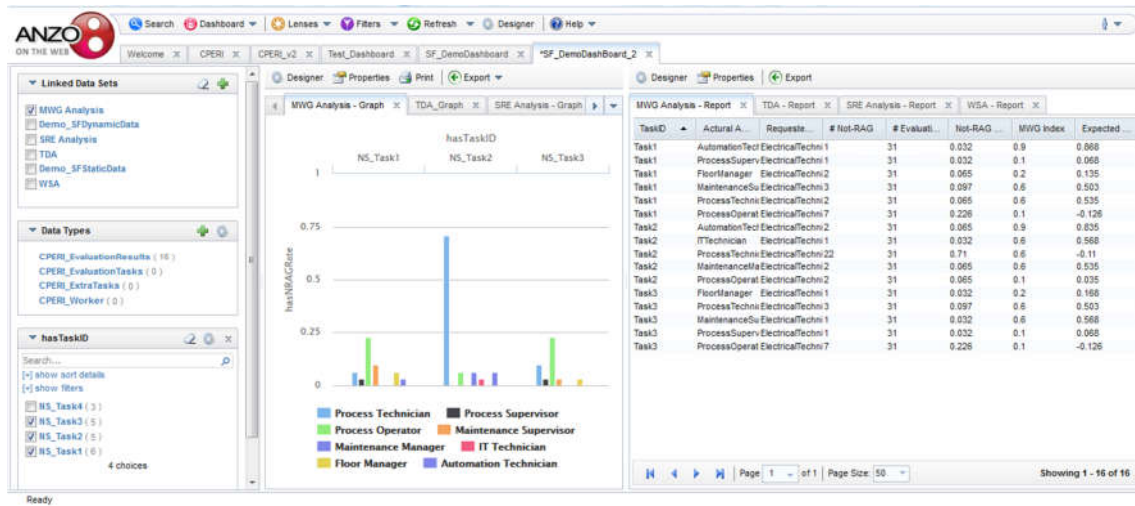 ANZO
ON THE WEB
Search Dashboard Lenses Filters Refresh Designer Help
Welcome X CPERI X CPERI_v2 X Test_Dashboard X SF_DemoDashboard X *SF_DemoDashBoard_2 X
Linked Data Sets
MWG Analysis
Demo_SFDynamicData
SRE Analysis
TDA
Demo_SFStaticData
WSA
Data Types
CPERI_EvaluationResults ( 16 )
CPERI_EvaluationTasks ( 0 )
CPERI_ExtraTasks ( 0 )
CPERI_Worker ( 0 )
hasTaskID X
Search...
[+] show sort details
[+] show filters
NS_Task4 ( 3 )
NS_Task3 ( 5 )
NS_Task2 ( 5 )
NS_Task1 ( 6 )
4 choices
Ready
Designer Properties Print Export
MWG Analysis - Graph X TDA_Graph X SRE Analysis - Graph
hasTaskID
NS_Task1 NS_Task2 NS_Task3
hasNRAGRate
1
0.75
0.5
0.25
0
Process Technician Process Supervisor
Process Operator Maintenance Supervisor
Maintenance Manager IT Technician
Floor Manager Automation Technician
Designer Properties Export
MWG Analysis - Report X TDA - Report X SRE Analysis - Report X WSA - Report X
TaskID Actural A... Requeste... # Not-RAG # Evaluati... Not-RAG ... MWG Index Expected ...
Task1 AutomationTect ElectricalTechni 1 31 0.032 0.9 0.868
Task1 ProcessSuperv ElectricalTechni 1 31 0.032 0.1 0.068
Task1 FloorManager ElectricalTechni 2 31 0.065 0.2 0.135
Task1 MaintenanceSu ElectricalTechni 3 31 0.097 0.6 0.503
Task1 ProcessTechnic ElectricalTechni 2 31 0.065 0.6 0.535
Task1 ProcessOperat ElectricalTechni 7 31 0.226 0.1 -0.126
Task2 AutomationTect ElectricalTechni 2 31 0.065 0.9 0.835
Task2 ITTechnician ElectricalTechni 1 31 0.032 0.6 0.568
Task2 ProcessTechnic ElectricalTechni 22 31 0.71 0.6 -0.11
Task2 MaintenanceMa ElectricalTechni 2 31 0.065 0.6 0.535
Task2 ProcessOperat ElectricalTechni 2 31 0.065 0.1 0.035
Task3 FloorManager ElectricalTechni 1 31 0.032 0.2 0.168
Task3 ProcessTechnic ElectricalTechni 3 31 0.097 0.6 0.503
Task3 MaintenanceSu ElectricalTechni 1 31 0.032 0.6 0.568
Task3 ProcessSuperv ElectricalTechni 1 31 0.032 0.1 0.068
Task3 ProcessOperat ElectricalTechni 7 31 0.226 0.1 -0.126
Page 1 of 1 Page Size: 50 Showing 1 - 16 of 16